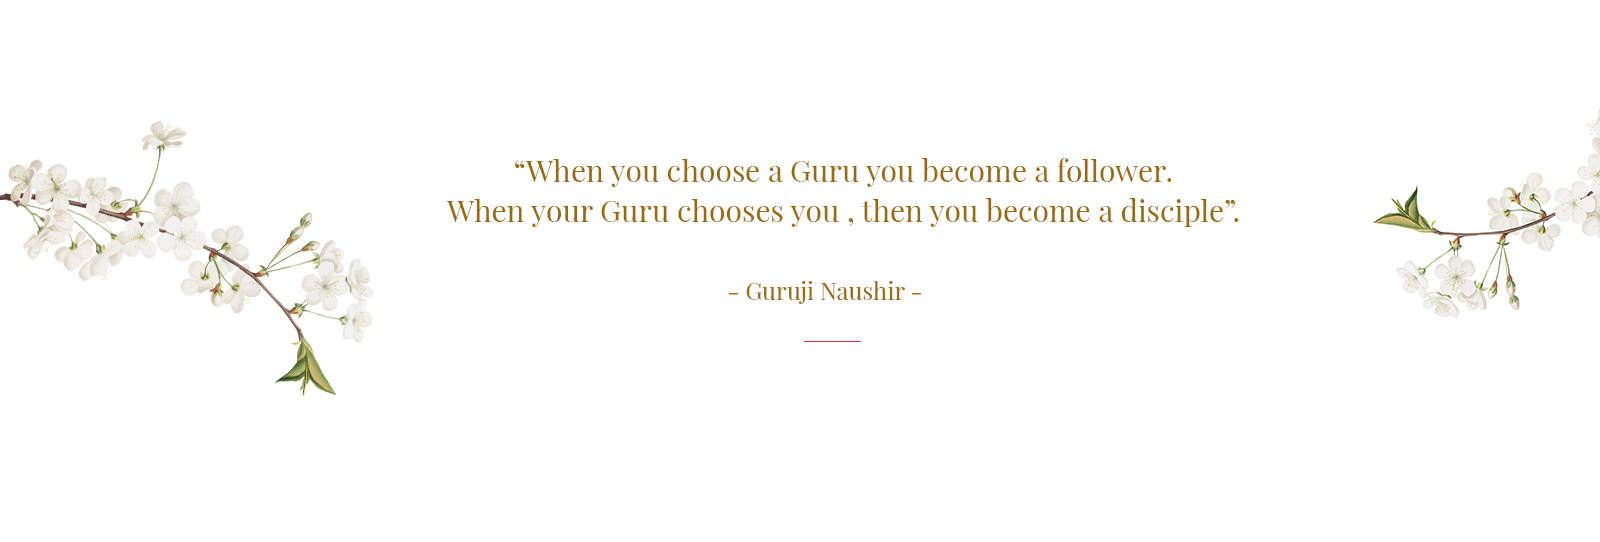 “When you choose a Guru you become a follower.
When your Guru chooses you , then you become a disciple”.
- Guruji Naushir -